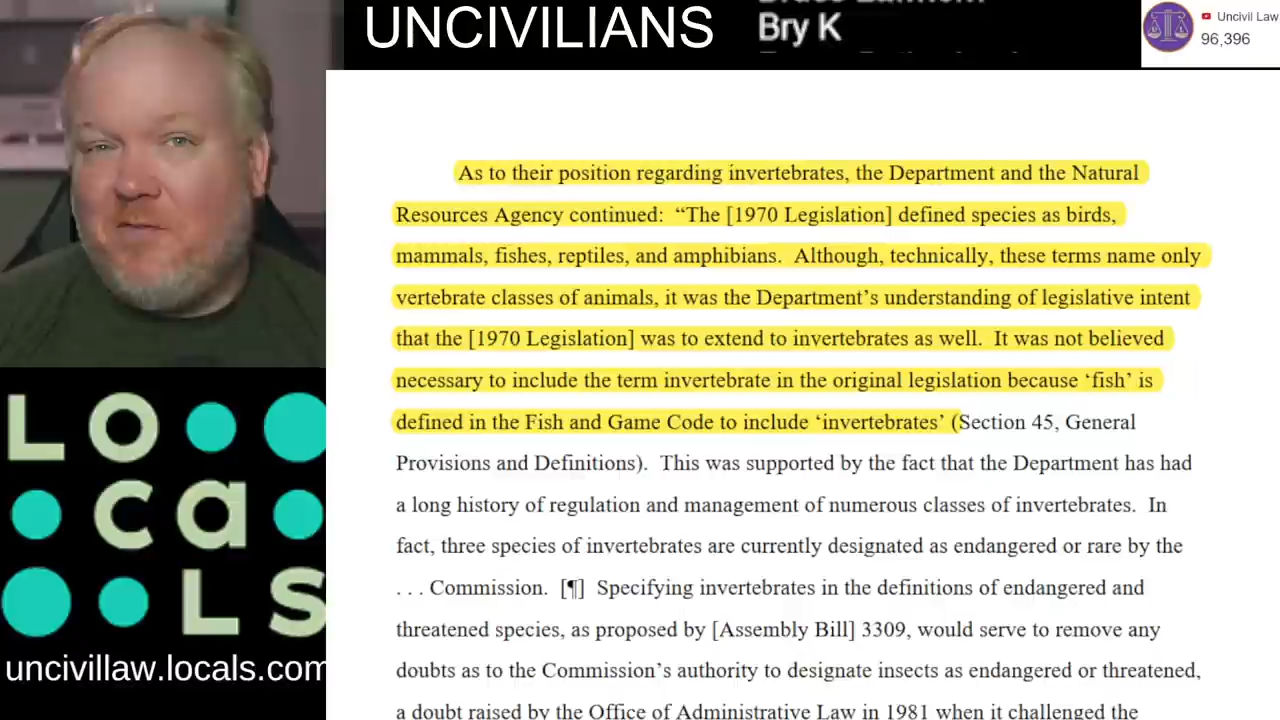 UNCIVILIANS
Bry K
Uncivil Law
96,396
As to their position regarding invertebrates, the Department and the Natural
Resources Agency continued: “The [1970 Legislation] defined species as birds,
mammals, fishes, reptiles, and amphibians. Although, technically, these terms name only
vertebrate classes of animals, it was the Department’s understanding of legislative intent
that the [1970 Legislation] was to extend to invertebrates as well. It was not believed
necessary to include the term invertebrate in the original legislation because ‘fish’ is
defined in the Fish and Game Code to include ‘invertebrates’ (Section 45, General
Provisions and Definitions). This was supported by the fact that the Department has had
a long history of regulation and management of numerous classes of invertebrates. In
fact, three species of invertebrates are currently designated as endangered or rare by the
. . . Commission. [¶] Specifying invertebrates in the definitions of endangered and
threatened species, as proposed by [Assembly Bill] 3309, would serve to remove any
doubts as to the Commission’s authority to designate insects as endangered or threatened,
a doubt raised by the Office of Administrative Law in 1981 when it challenged the
LOcaLS
uncivillaw.locals.com